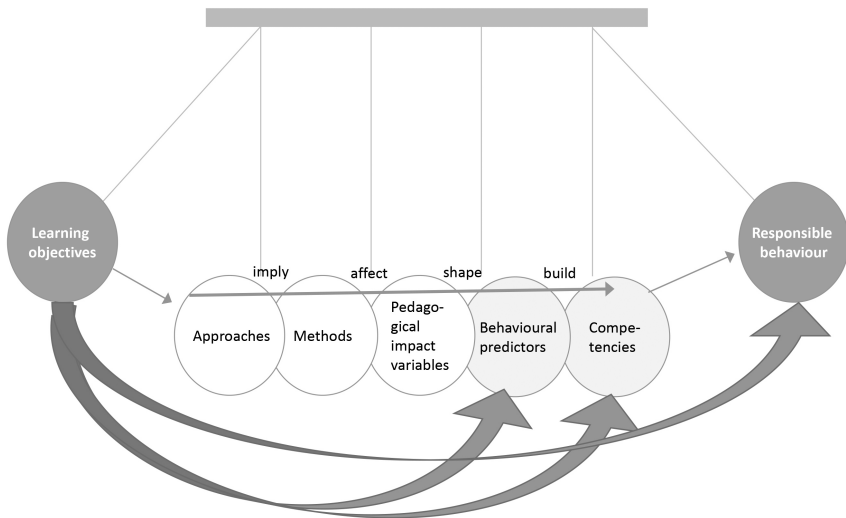 Learning
objectives
Responsible
behaviour
imply
affect
shape
build
Approaches
Methods
Pedago-
gical
impact
variables
Behavioural
predictors
Compe-
tencies